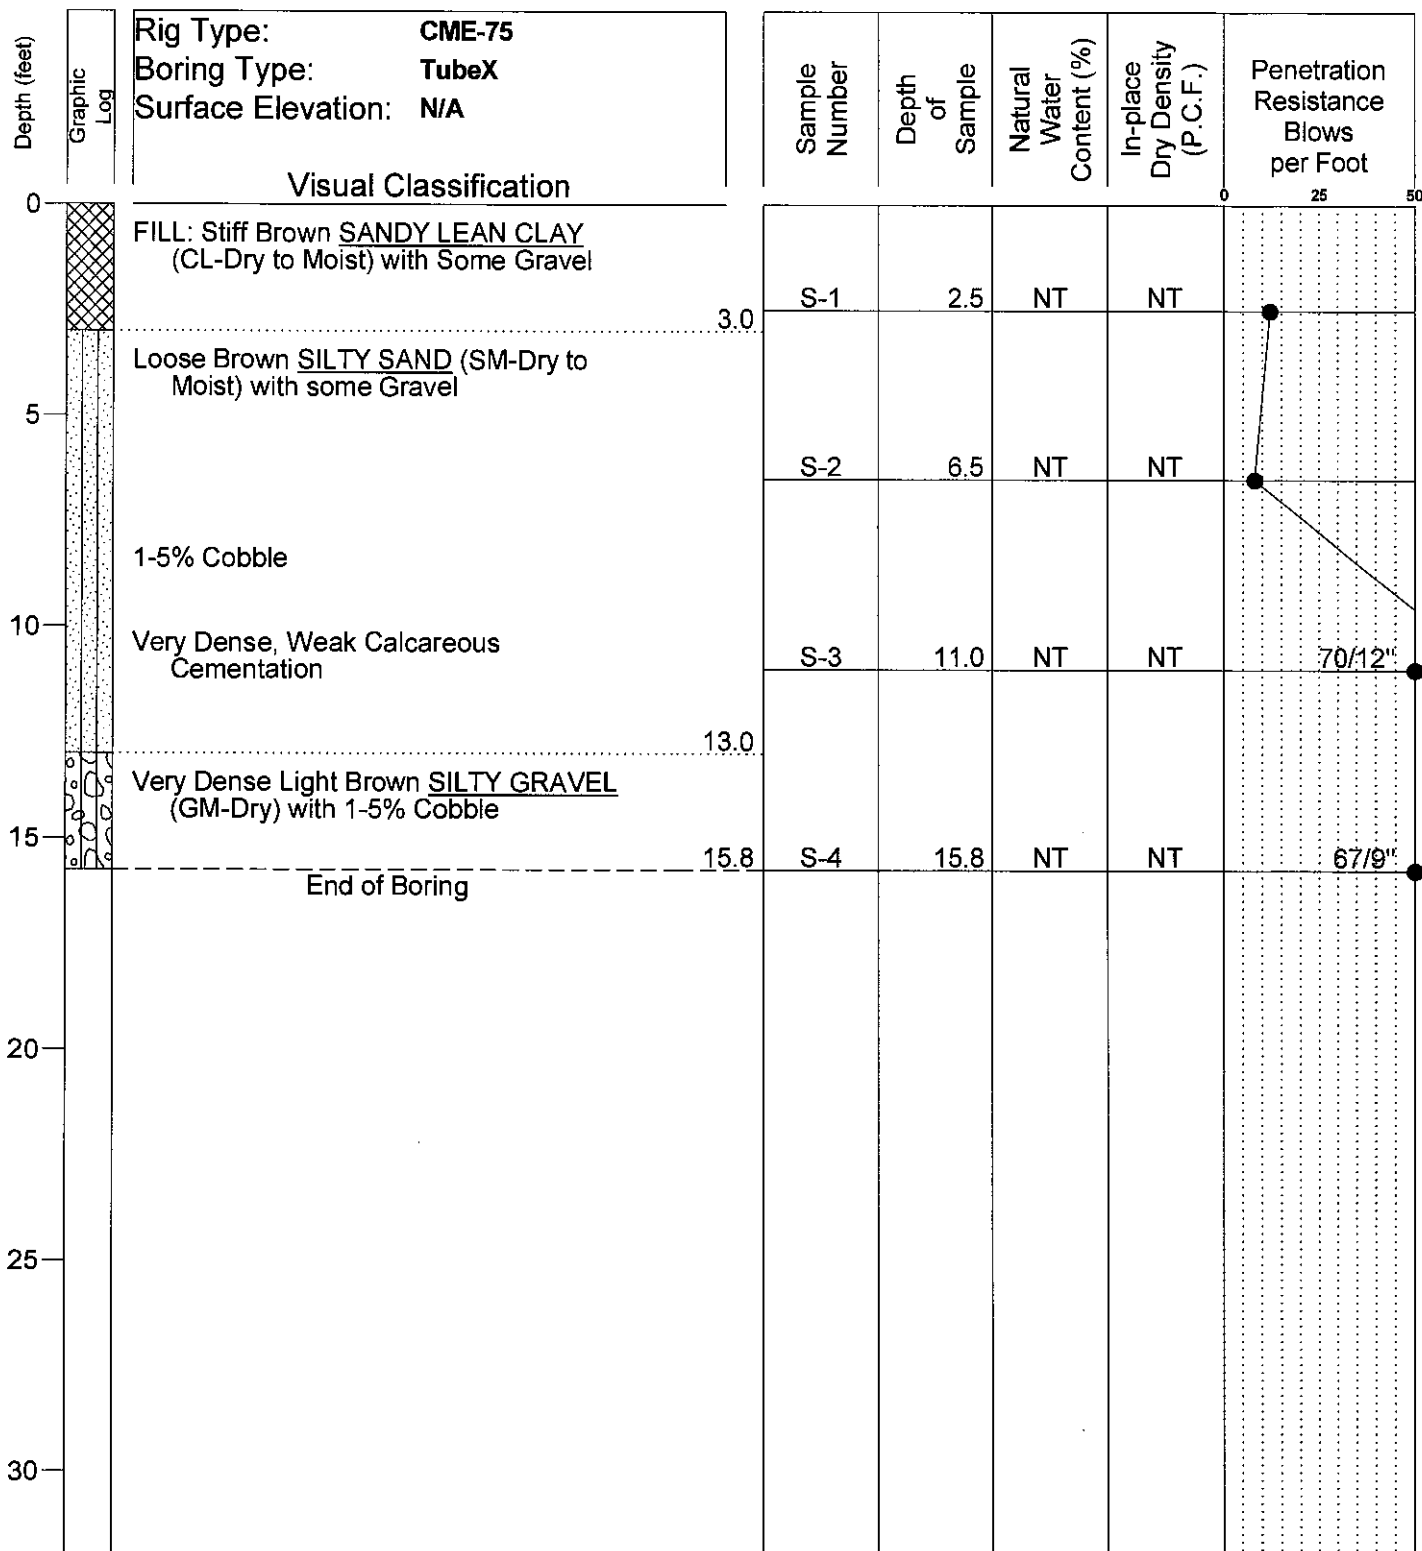 Depth (feet)
Graphic
Log
Rig Type: CME-75
Boring Type: TubeX
Surface Elevation: N/A
Visual Classification
Sample
Number
Depth
of
Sample
Natural
Water
Content (%)
In-place
Dry Density
(P.C.F.)
Penetration
Resistance
Blows
per Foot
0 25 50
0
FILL: Stiff Brown SANDY LEAN CLAY
(CL-Dry to Moist) with Some Gravel
S-1 2.5 NT NT
3.0
Loose Brown SILTY SAND (SM-Dry to
Moist) with some Gravel
5
S-2 6.5 NT NT
1-5% Cobble
10
Very Dense, Weak Calcareous
Cementation
S-3 11.0 NT NT 70/12"
13.0
Very Dense Light Brown SILTY GRAVEL
(GM-Dry) with 1-5% Cobble
15
15.8 S-4 15.8 NT NT 67/9"
End of Boring
20
25
30